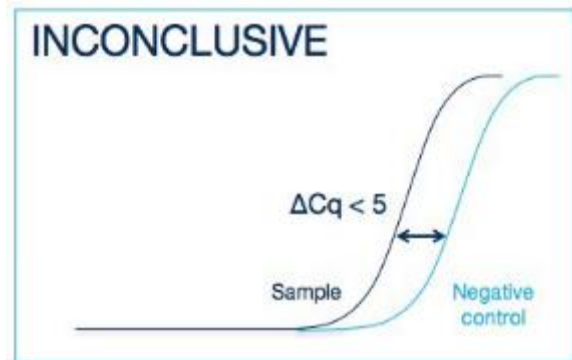 INCONCLUSIVE
ΔCq < 5
Sample
Negative
control